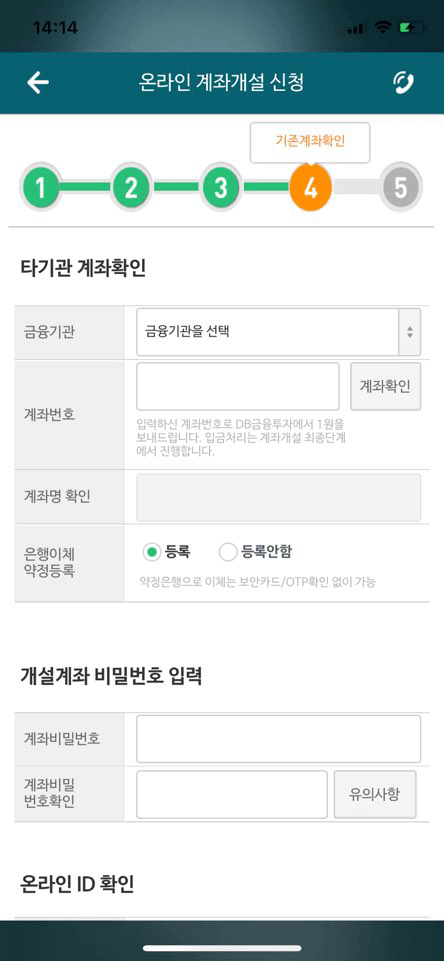 14:14
온라인 계좌개설 신청
기존계좌확인
1 2 3 4 5
타기관 계좌확인
금융기관
금융기관을 선택
계좌번호
계좌확인
입력하신 계좌번호로 DB금융투자에서 1원을
보내드립니다. 입금처리는 계좌개설 최종단계
에서 진행합니다.
계좌명 확인
은행이체
약정등록
등록 등록안함
약정은행으로 이체는 보안카드/OTP확인 없이 가능
개설계좌 비밀번호 입력
계좌비밀번호
계좌비밀
번호확인
유의사항
온라인 ID 확인